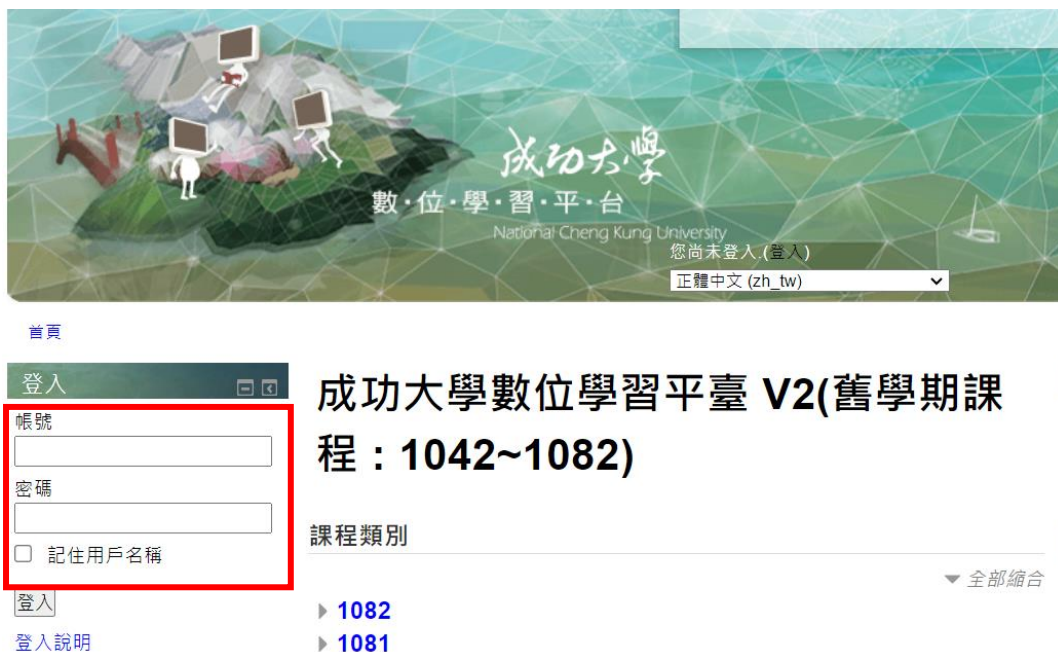 成功大學
數·位·學·習·平·台
National Cheng Kung University
您尚未登入.(登入)
正體中文 (zh_tw)
首頁
登入
帳號
密碼
記住用戶名稱
登入
登入說明
成功大學數位學習平臺 V2(舊學期課
程：1042~1082)
課程類別
全部縮合
1082
1081